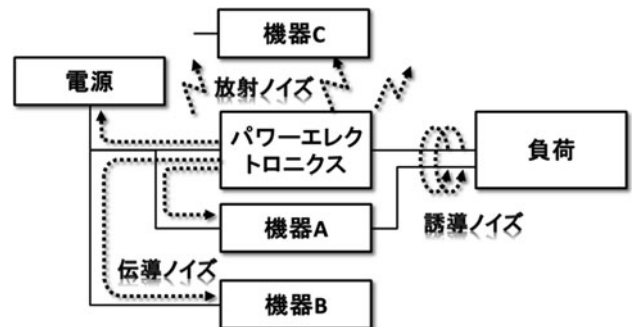 機器C
電源
放射ノイズ
パワーエレク
トロニクス
負荷
機器A
誘導ノイズ
伝導ノイズ
機器B